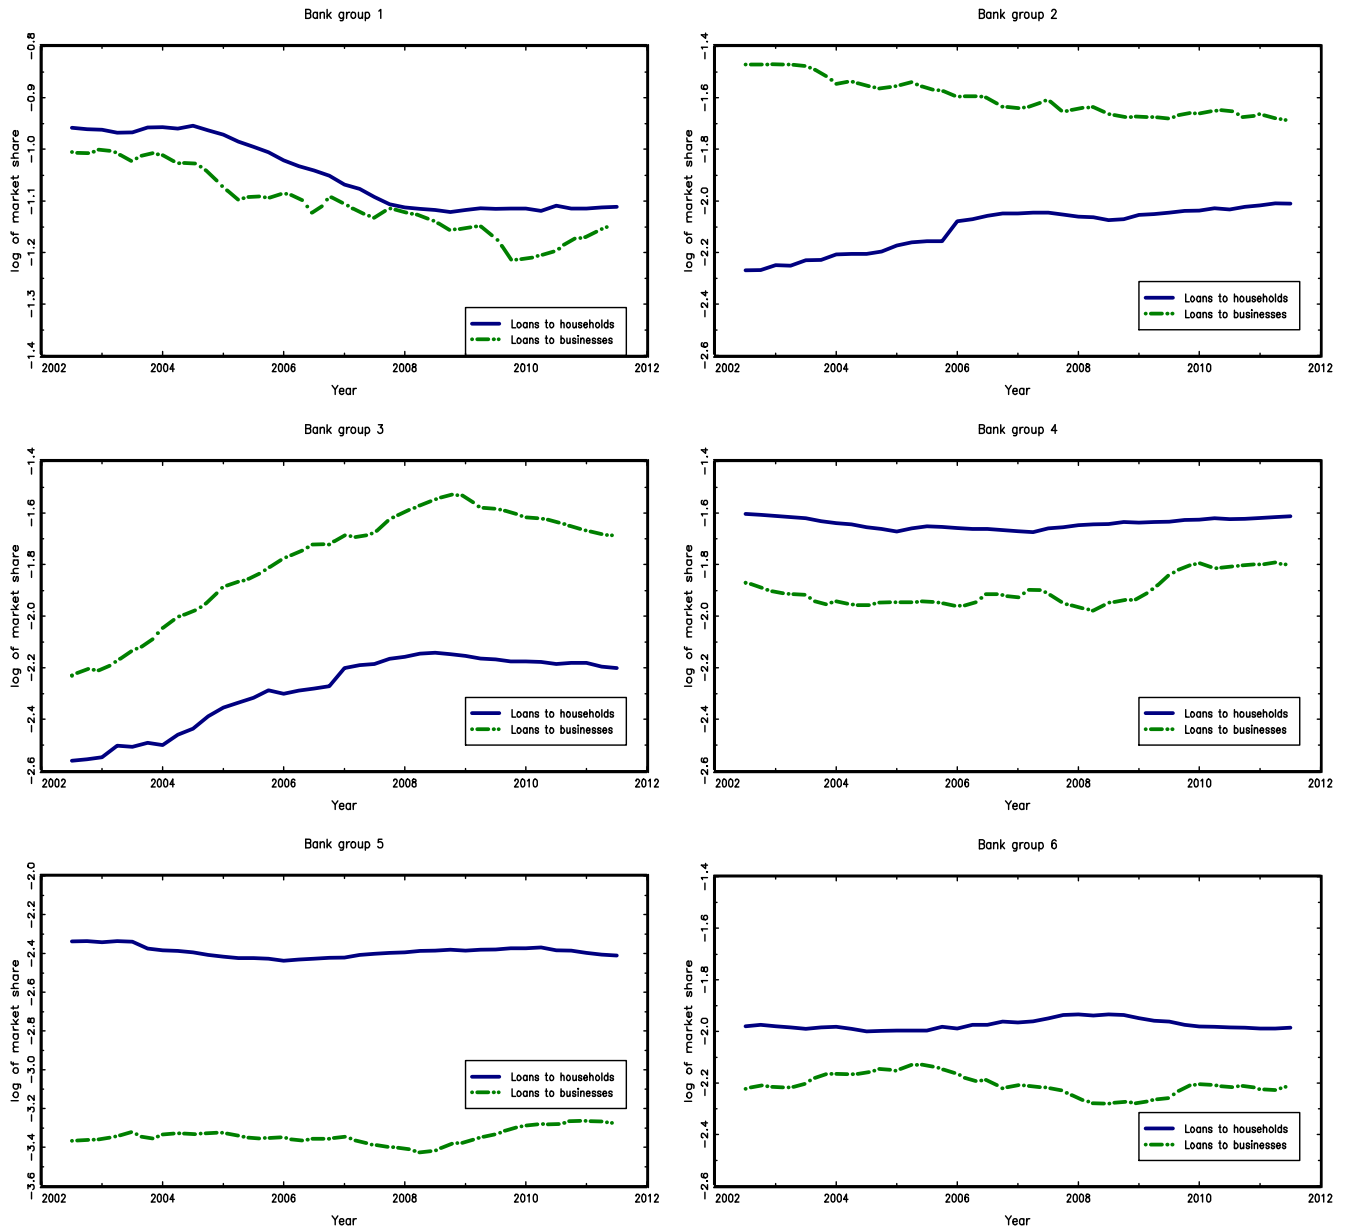 Bank group 1
log of market share
-0.8
-0.9
-1.0
-1.1
-1.2
-1.3
-1.4
Loans to households
Loans to businesses
2002 2004 2006 2008 2010 2012
Year
Bank group 2
log of market share
-1.4
-1.6
-1.8
-2.0
-2.2
-2.4
-2.6
Loans to households
Loans to businesses
2002 2004 2006 2008 2010 2012
Year
Bank group 3
log of market share
-1.4
-1.6
-1.8
-2.0
-2.2
-2.4
-2.6
Loans to households
Loans to businesses
2002 2004 2006 2008 2010 2012
Year
Bank group 4
log of market share
-1.4
-1.6
-1.8
-2.0
-2.2
-2.4
-2.6
Loans to households
Loans to businesses
2002 2004 2006 2008 2010 2012
Year
Bank group 5
log of market share
-2.0
-2.2
-2.4
-2.6
-2.8
-3.0
-3.2
-3.4
-3.6
Loans to households
Loans to businesses
2002 2004 2006 2008 2010 2012
Year
Bank group 6
log of market share
-1.4
-1.6
-1.8
-2.0
-2.2
-2.4
-2.6
Loans to households
Loans to businesses
2002 2004 2006 2008 2010 2012
Year